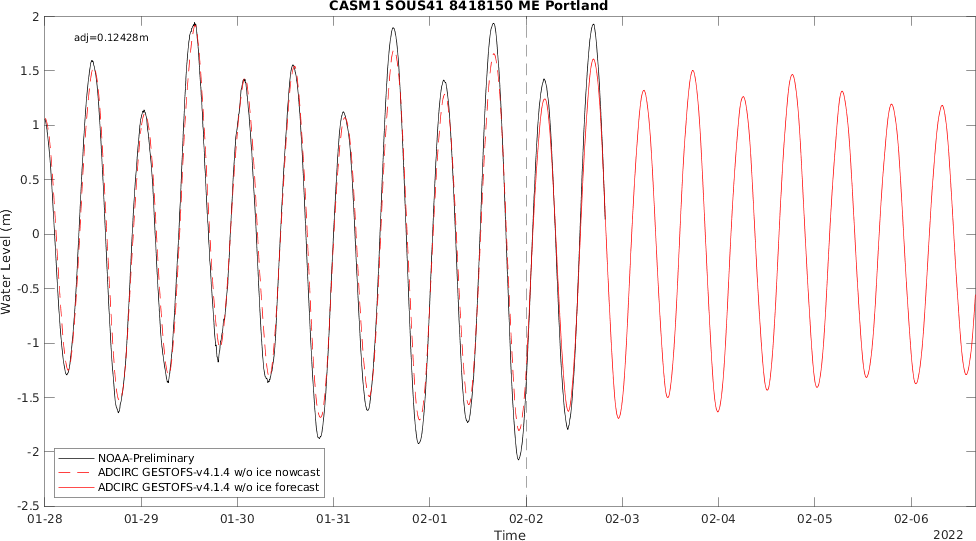 CASM1 SOUS41 8418150 ME Portland
adj=0.12428m
2
1.5
1
0.5
0
-0.5
-1
-1.5
-2
-2.5
Water Level (m)
NOAA-Preliminary
ADCIRC GESTOFS-v4.1.4 w/o ice nowcast
ADCIRC GESTOFS-v4.1.4 w/o ice forecast
01-28 01-29 01-30 01-31 02-01 02-02 02-03 02-04 02-05 02-06
Time
2022